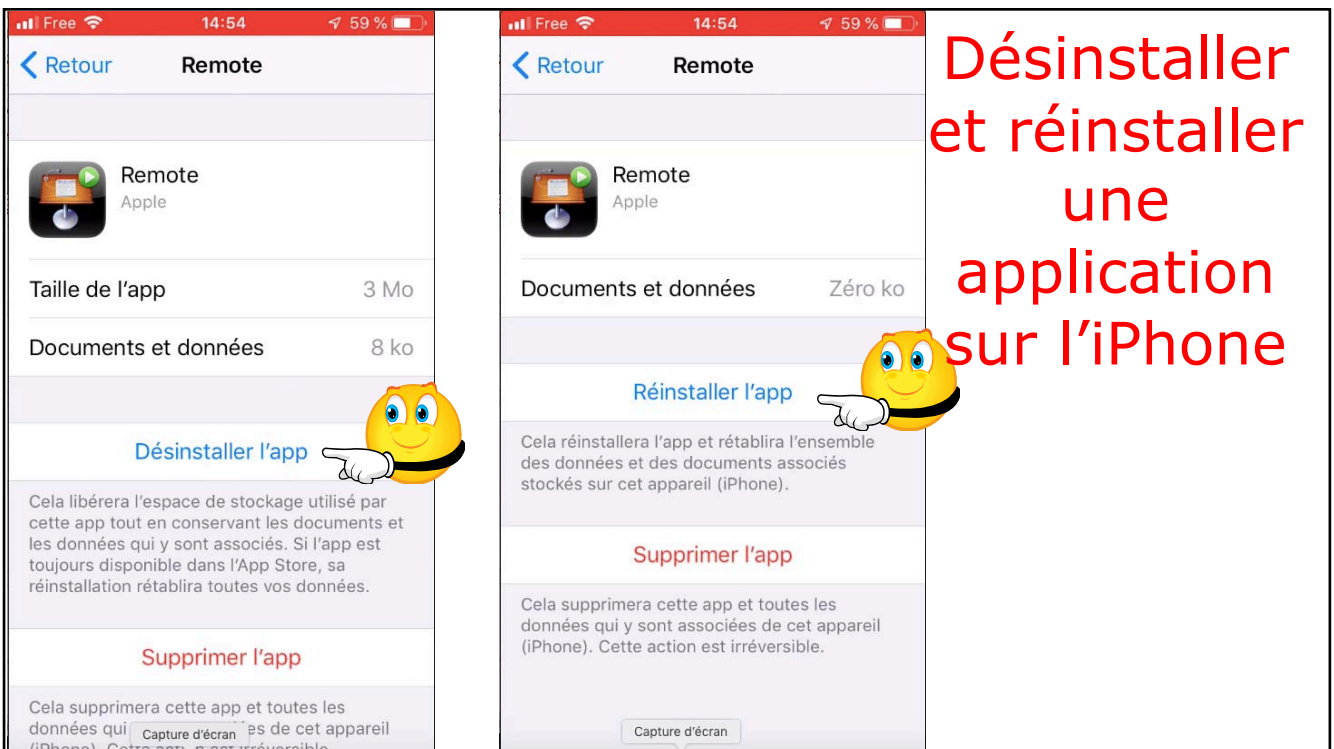 Free 14:54 59 %
Retour Remote
Remote
Apple
Taille de l'app 3 Mo
Documents et données 8 ko
Désinstaller l'app
Cela libérera l'espace de stockage utilisé par
cette app tout en conservant les documents et
les données qui y sont associés. Si l'app est
toujours disponible dans l'App Store, sa
réinstallation rétablira toutes vos données.
Supprimer l'app
Cela supprimera cette app et toutes les
données qui de cet appareil
Capture d'écran
Free 14:54 59 %
Retour Remote
Remote
Apple
Documents et données Zéro ko
Réinstaller l'app
Cela réinstallera l'app et rétablira l'ensemble
des données et des documents associés
stockés sur cet appareil (iPhone).
Supprimer l'app
Cela supprimera cette app et toutes les
données qui y sont associées de cet appareil
(iPhone). Cette action est irréversible.
Capture d'écran
Désinstaller
et réinstaller
une
application
sur l'iPhone